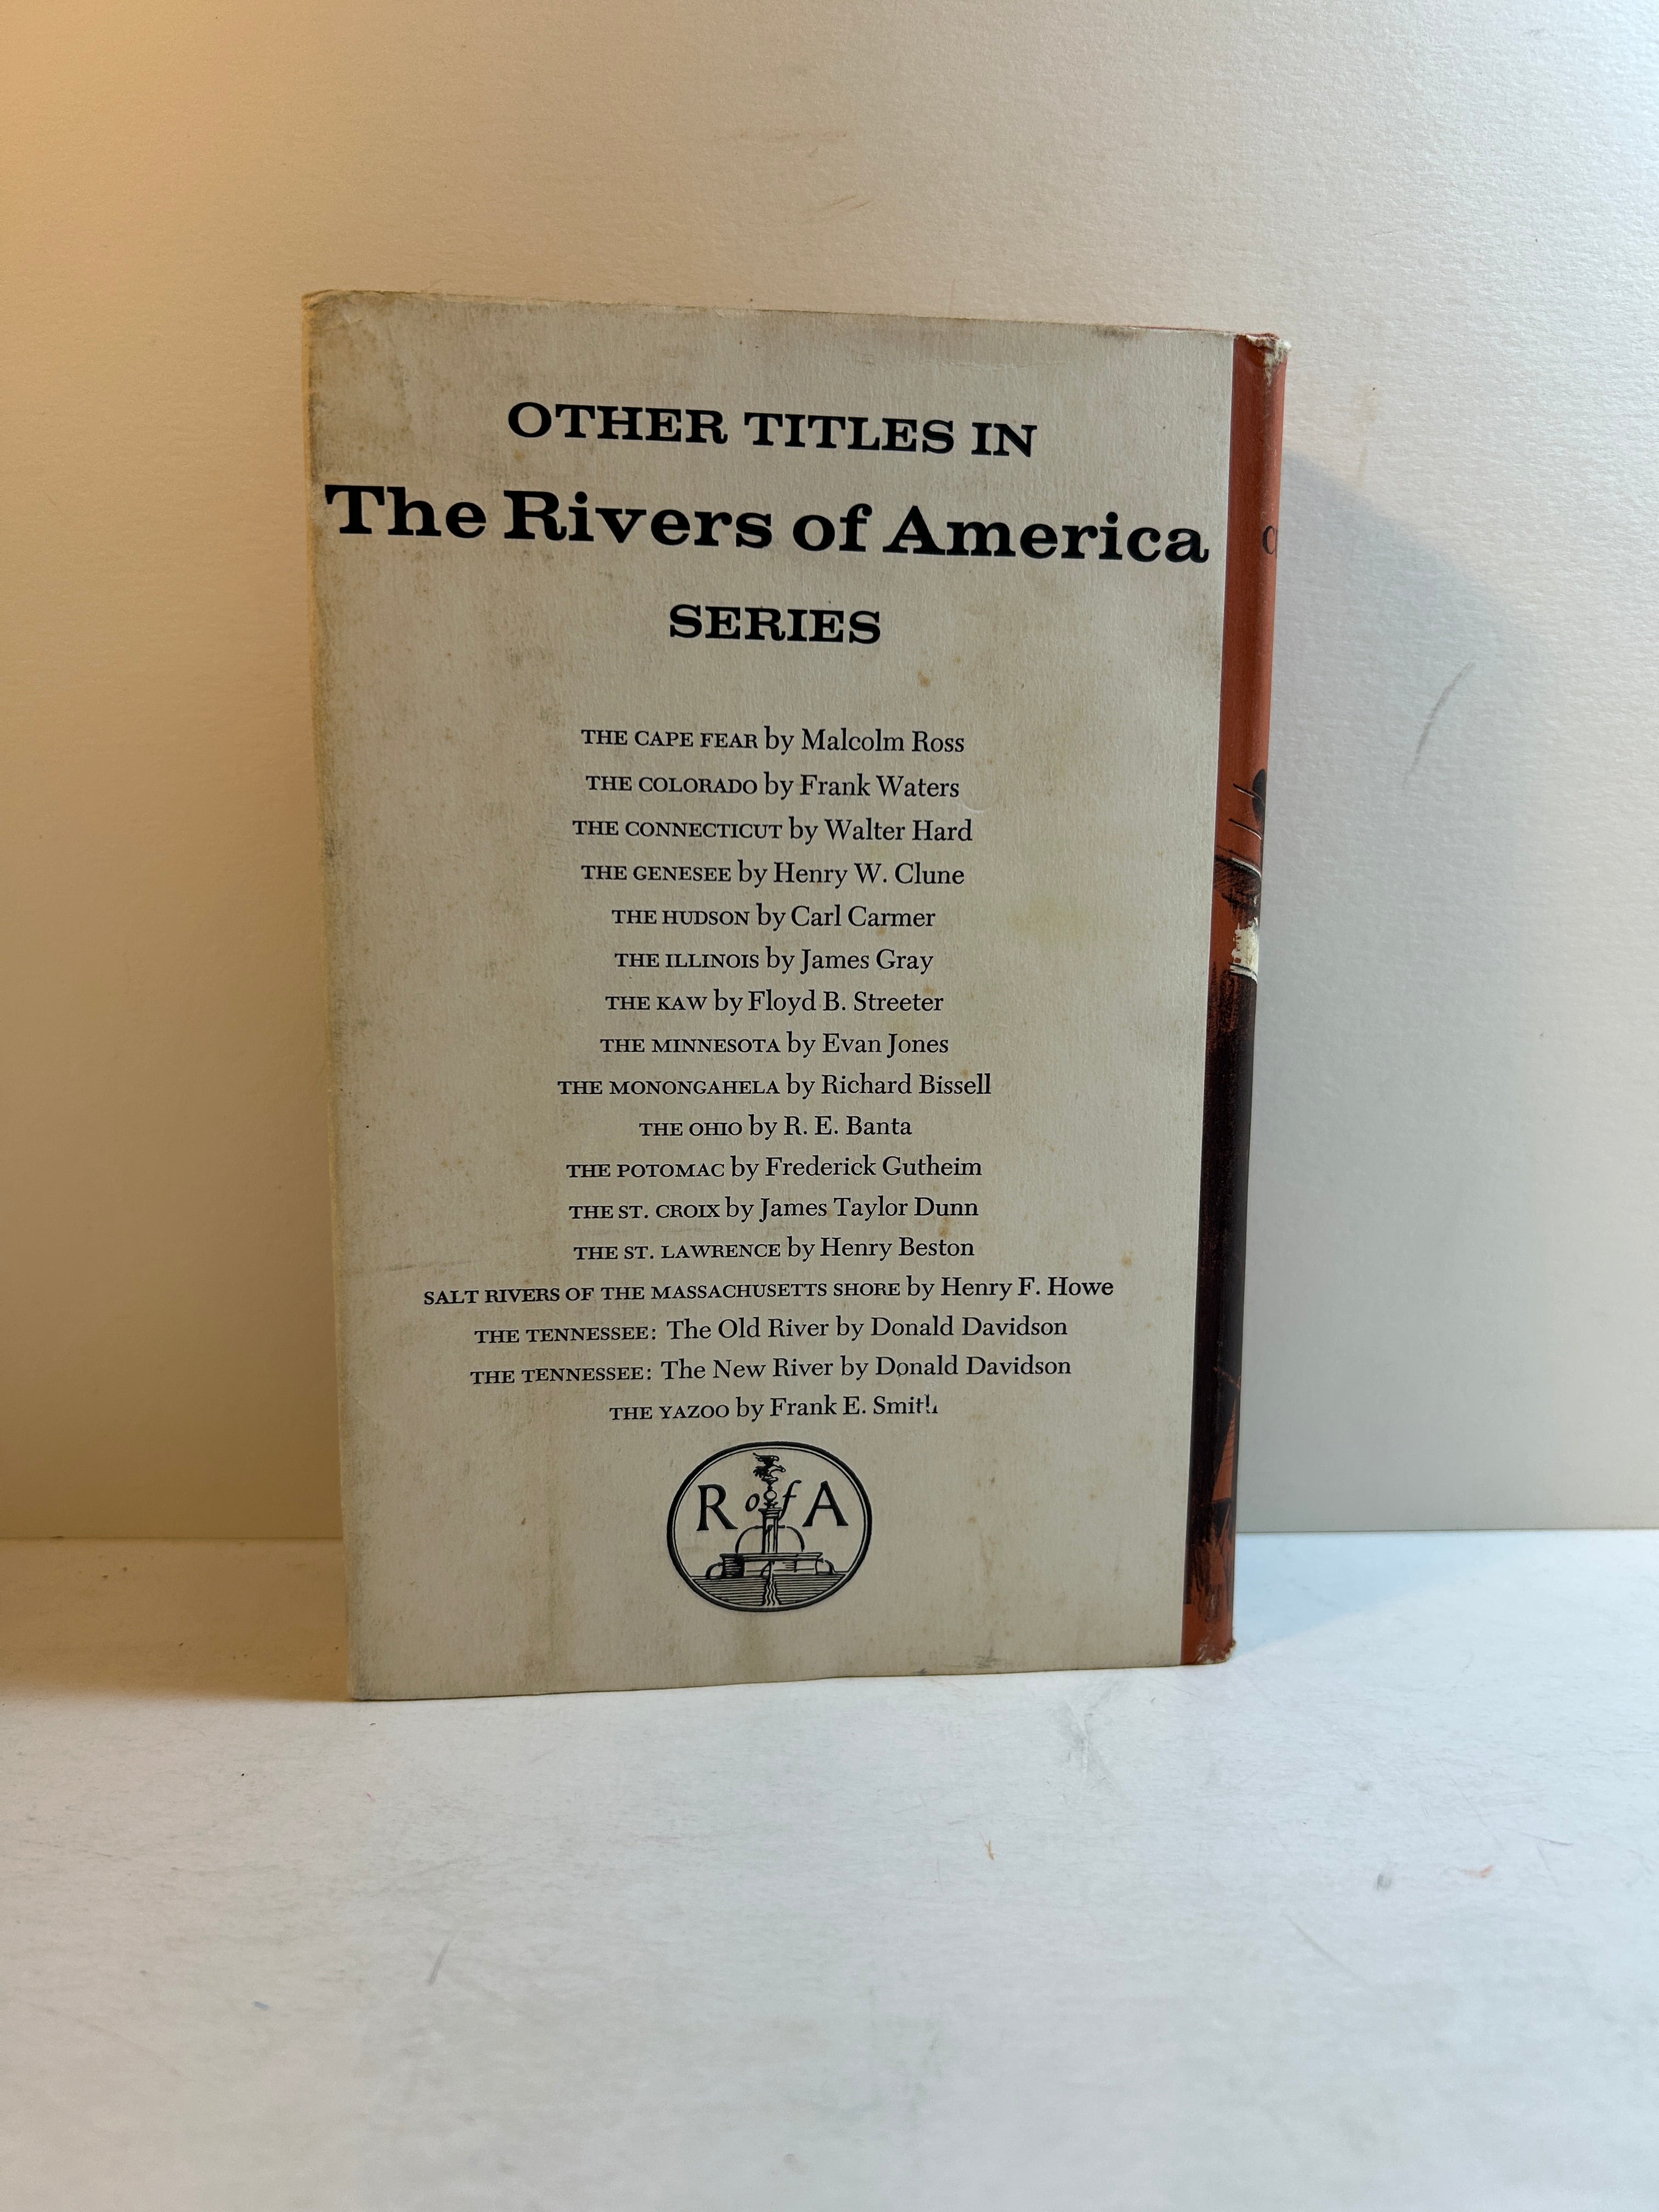 OTHER TITLES IN
The Rivers of America
SERIES
THE CAPE FEAR by Malcolm Ross
THE COLORADO by Frank Waters
THE CONNECTICUT by Walter Hard
THE GENESEE by Henry W. Clune
THE HUDSON by Carl Carmer
THE ILLINOIS by James Gray
THE KAW by Floyd B. Streeter
THE MINNESOTA by Evan Jones
THE MONONGAHELA by Richard Bissell
THE OHIO by R. E. Banta
THE POTOMAC by Frederick Gutheim
THE ST. CROIX by James Taylor Dunn
THE ST. LAWRENCE by Henry Beston
SALT RIVERS OF THE MASSACHUSETTS SHORE by Henry F. Howe
THE TENNESSEE: The Old River by Donald Davidson
THE TENNESSEE: The New River by Donald Davidson
THE YAZOO by Frank E. Smith
R of A